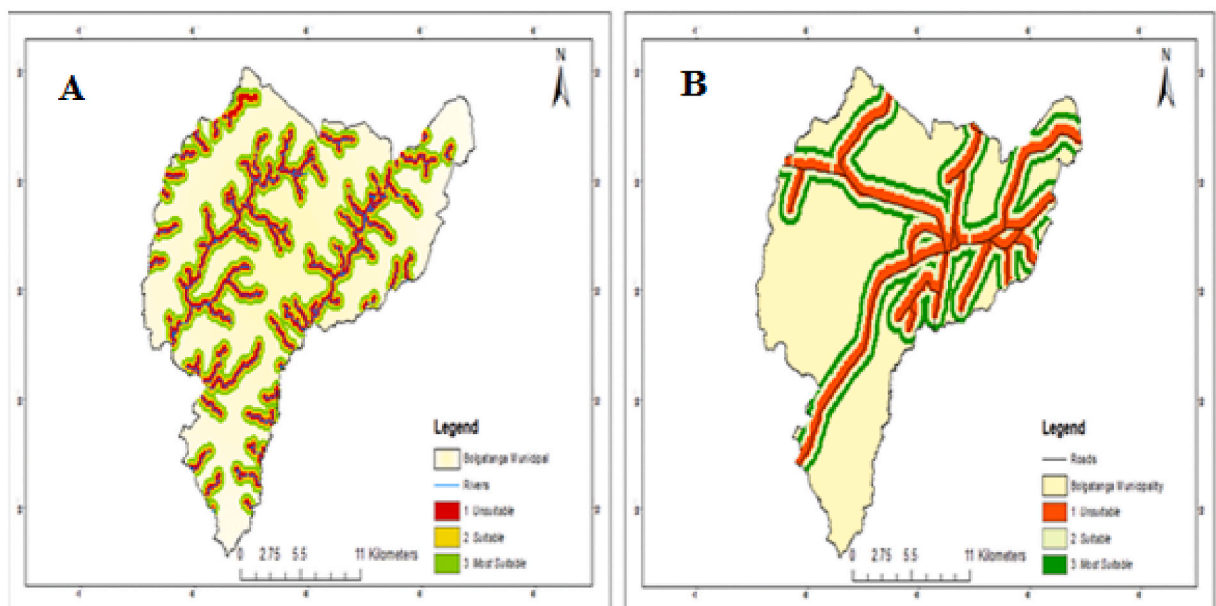 A
N
Legend
Bolgatanga Municipal
Rivers
1 Unsuitable
2 Suitable
3 Most Suitable
0 2.75 5.5 11 Kilometers
B
N
Legend
Roads
Bolgatanga Municipality
1 Unsuitable
2 Suitable
3 Most Suitable
0 2.75 5.5 11 Kilometers